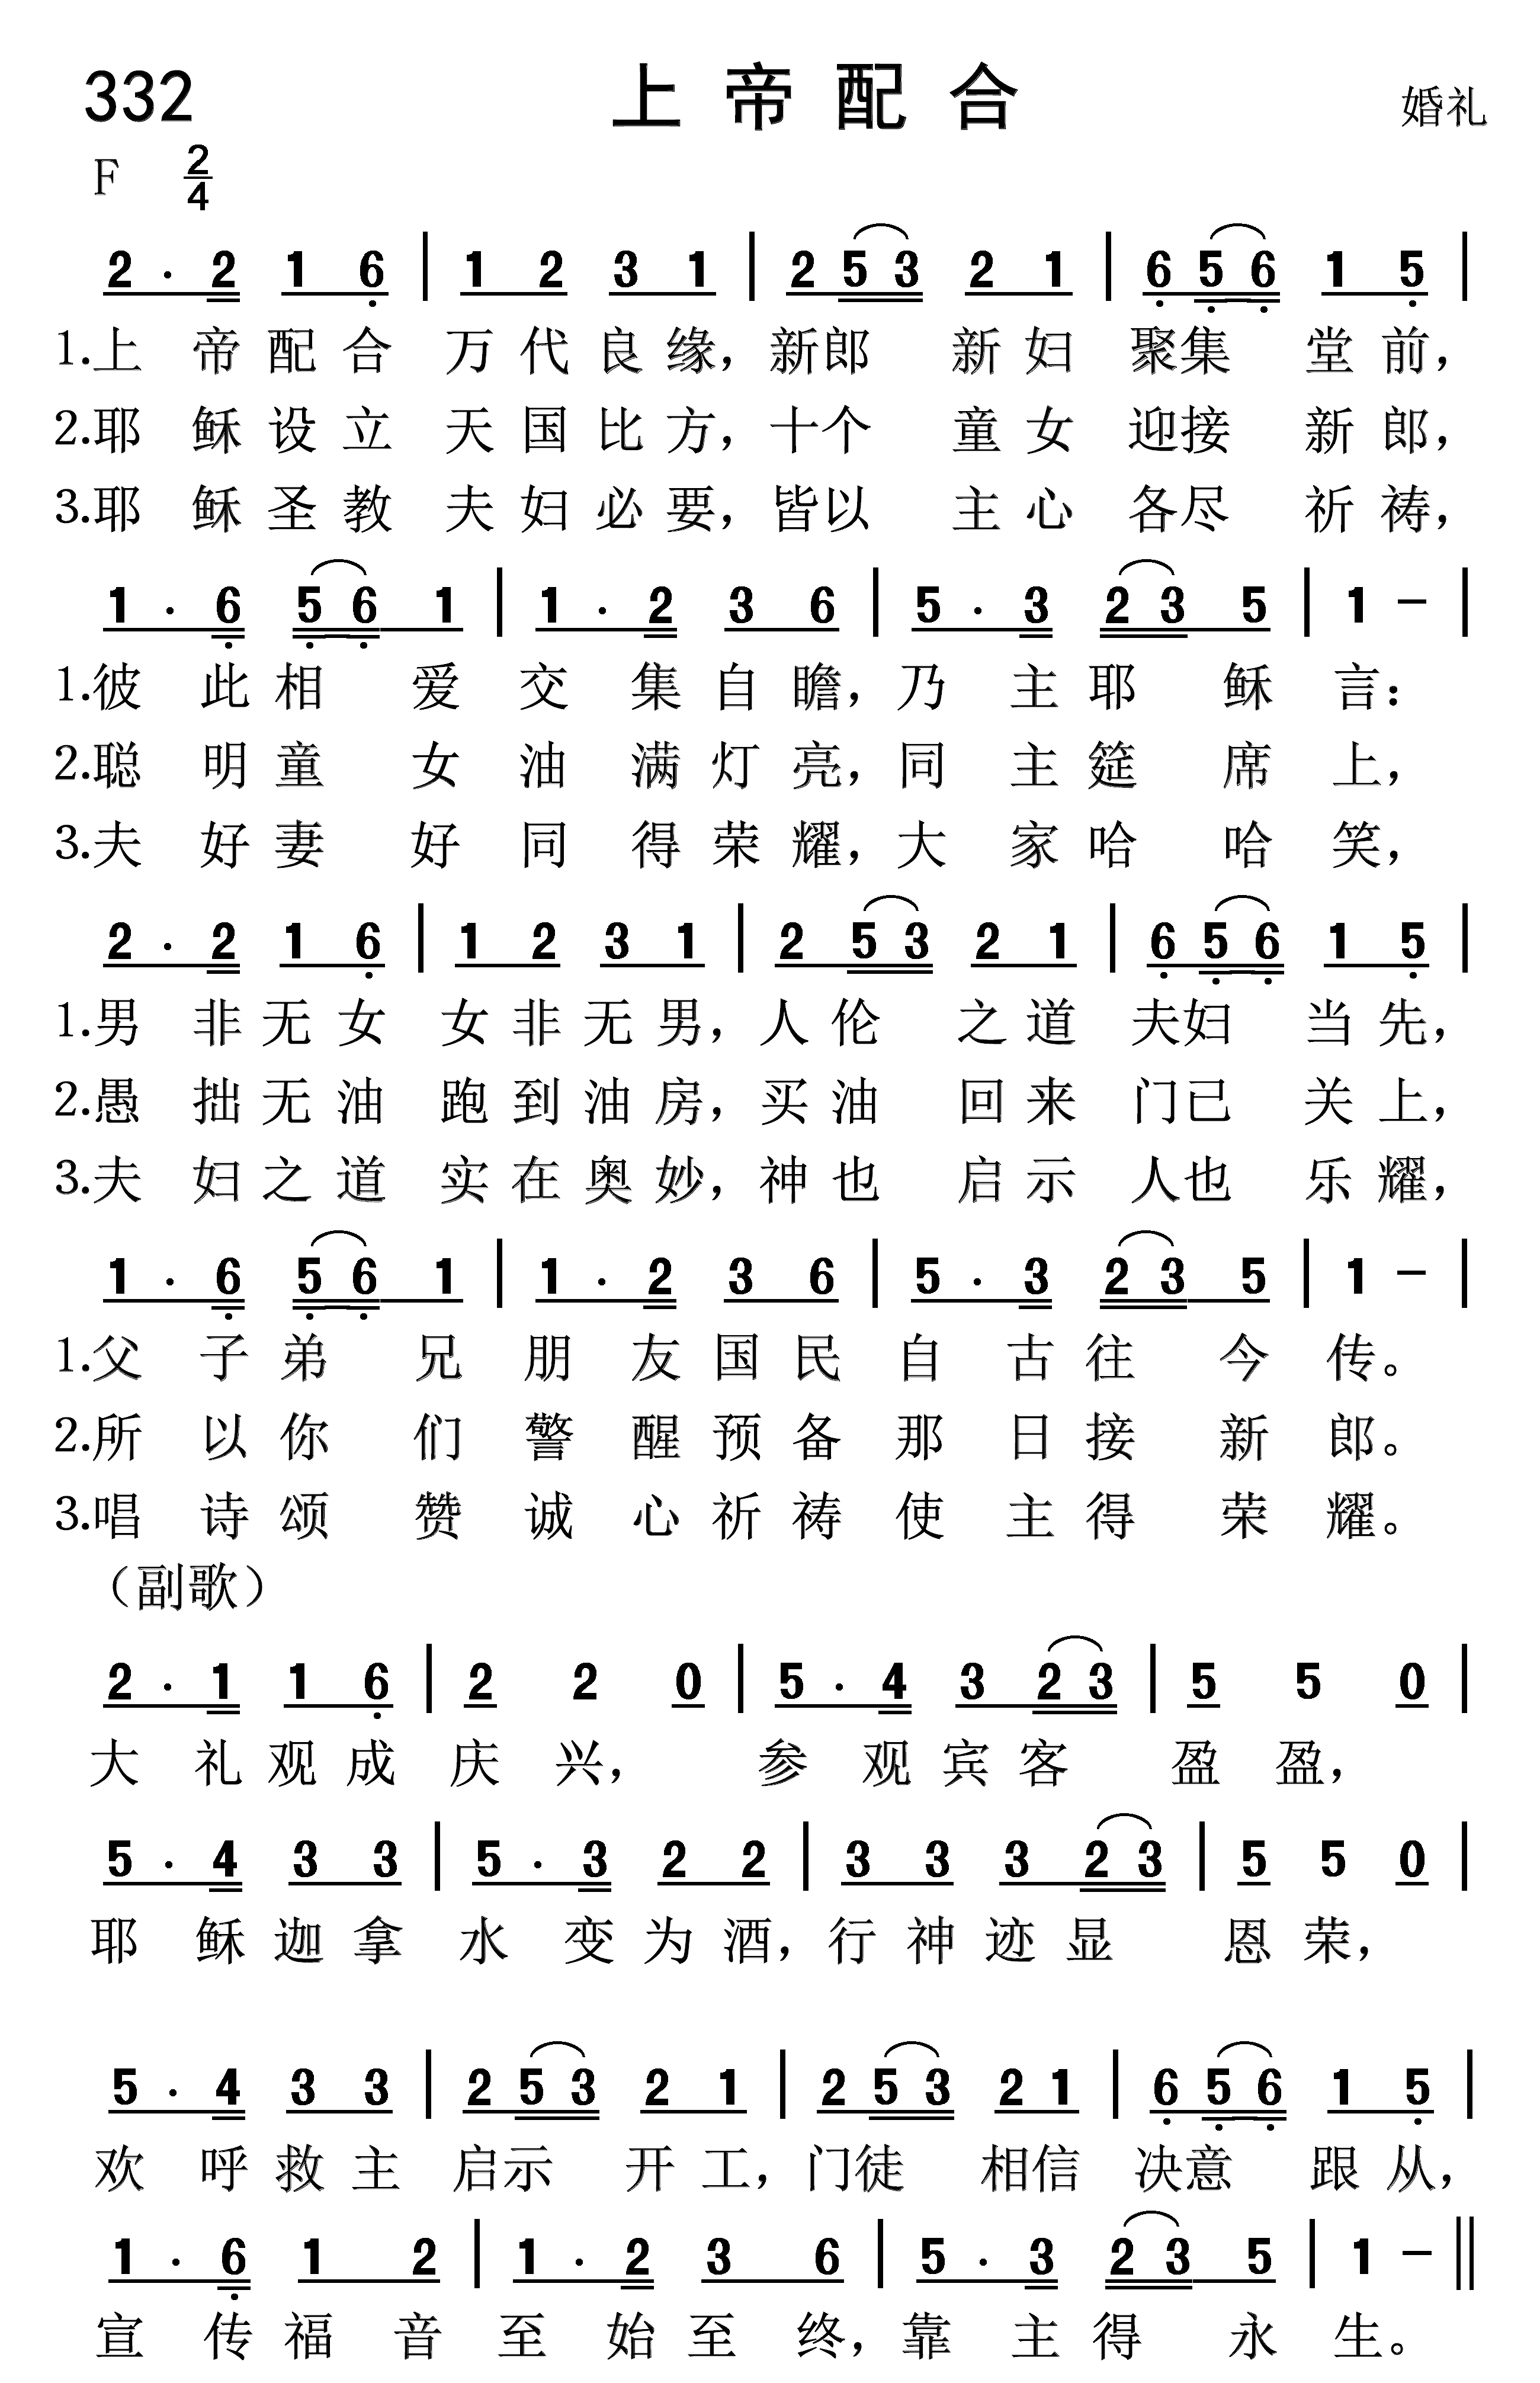 332 上帝配合 婚礼
F 2/4
2 · 2 1 6 | 1 2 3 1 | 2 5 3 2 1 | 6 5 6 1 5 |
1.上帝配合万代良缘，新郎新妇聚集堂前，
2.耶稣设立天国比方，十个童女迎接新郎，
3.耶稣圣教夫妇必要，皆以主心各尽祈祷，
1 · 6 5 6 1 | 1 · 2 3 6 | 5 · 3 2 3 5 | 1 － |
1.彼此相爱交集自瞻，乃主耶稣言：
2.聪明童女油满灯亮，同主筵席上，
3.夫好妻好同得荣耀，大家哈哈笑，
2 · 2 1 6 | 1 2 3 1 | 2 5 3 2 1 | 6 5 6 1 5 |
1.男非无女女非无男，人伦之道夫妇当先，
2.愚拙无油跑到油房，买油回来门已关上，
3.夫妇之道实在奥妙，神也启示人也乐耀，
1 · 6 5 6 1 | 1 · 2 3 6 | 5 · 3 2 3 5 | 1 － |
1.父子弟兄朋友国民自古往今传。
2.所以你们警醒预备那日接新郎。
3.唱诗颂赞诚心祈祷使主得荣耀。
（副歌）
2 · 1 1 6 | 2 2 0 | 5 · 4 3 2 3 | 5 5 0 |
大礼观成庆兴，参观宾客盈盈，
5 · 4 3 3 | 5 · 3 2 2 | 3 3 3 2 3 | 5 5 0 |
耶稣迦拿水变为酒，行神迹显恩荣，
5 · 4 3 3 | 2 5 3 2 1 | 2 5 3 2 1 | 6 5 6 1 5 |
欢呼救主启示开工，门徒相信决意跟从，
1 · 6 1 2 | 1 · 2 3 6 | 5 · 3 2 3 5 | 1 － ||
宣传福音至始至终，靠主得永生。